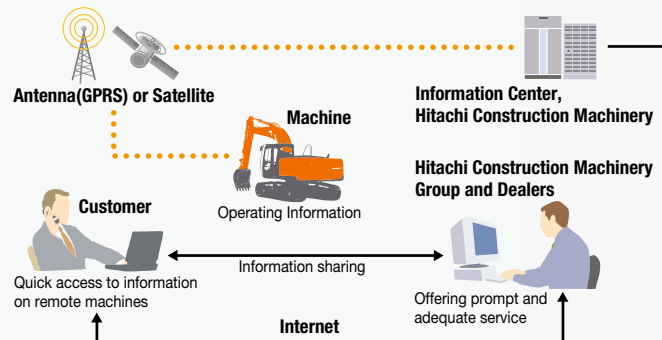 Antenna(GPRS) or Satellite
Information Center,
Hitachi Construction Machinery
Machine
Operating Information
Hitachi Construction Machinery
Group and Dealers
Customer
Information sharing
Quick access to information
on remote machines
Offering prompt and
adequate service
Internet